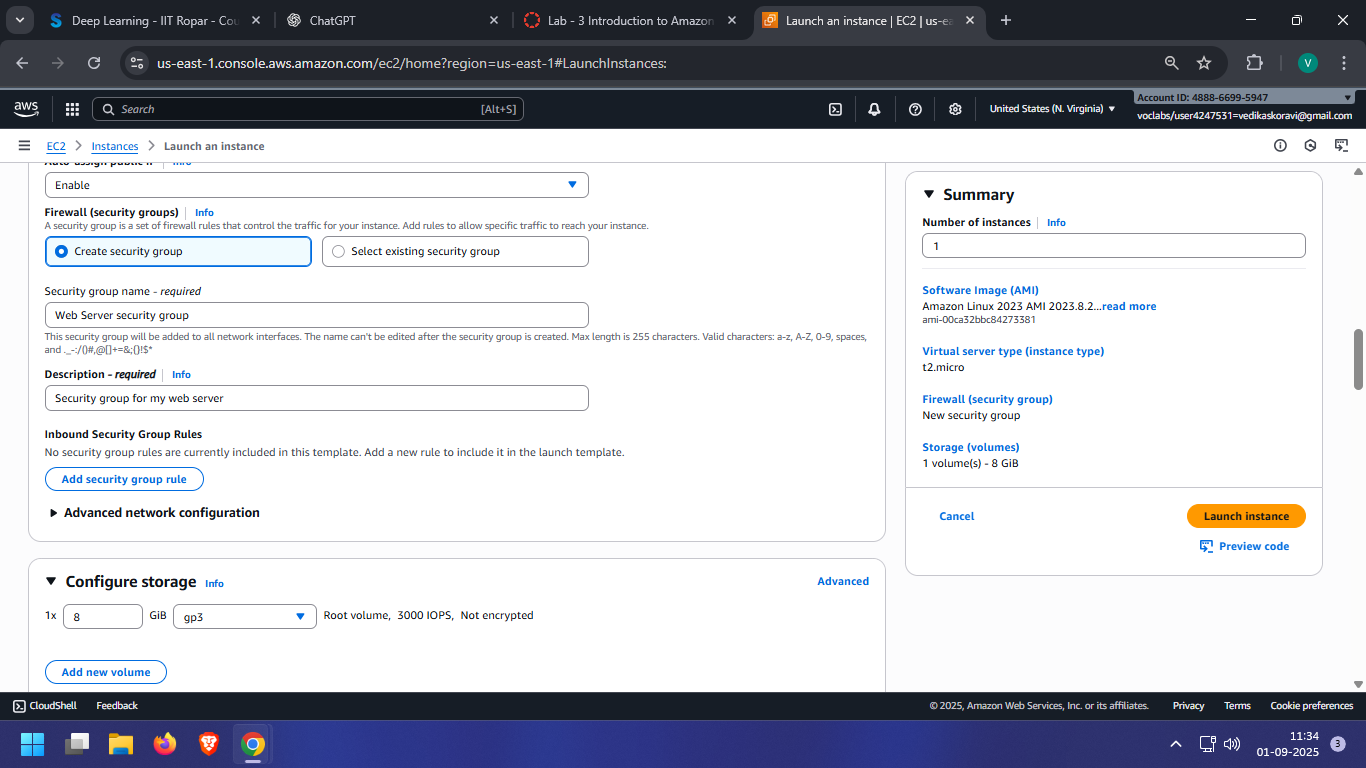 Deep Learning - IIT Ropar - Cou
ChatGPT
Lab - 3 Introduction to Amazon
Launch an instance | EC2 | us-ea
us-east-1.console.aws.amazon.com/ec2/home?region=us-east-1#LaunchInstances:
V
aws
Search
[Alt+S]
United States (N. Virginia)
Account ID: 4888-6699-5947
voclabs/user4247531=vedikaskoravi@gmail.com
EC2
Instances
Launch an instance
Auto-assign public IP
Info
Enable
Firewall (security groups)
Info
A security group is a set of firewall rules that control the traffic for your instance. Add rules to allow specific traffic to reach your instance.
Create security group
Select existing security group
Security group name - required
Web Server security group
This security group will be added to all network interfaces. The name can't be edited after the security group is created. Max length is 255 characters. Valid characters: a-z, A-Z, 0-9, spaces,
and ._-:/()#,@[]+=&;{}!$*
Description - required
Info
Security group for my web server
Inbound Security Group Rules
No security group rules are currently included in this template. Add a new rule to include it in the launch template.
Add security group rule
Advanced network configuration
Configure storage
Info
Advanced
1x
8
GiB
gp3
Root volume, 3000 IOPS, Not encrypted
Add new volume
Summary
Number of instances
Info
1
Software Image (AMI)
Amazon Linux 2023 AMI 2023.8.2...read more
ami-00ca32bbc84273381
Virtual server type (instance type)
t2.micro
Firewall (security group)
New security group
Storage (volumes)
1 volume(s) - 8 GiB
Cancel
Launch instance
Preview code
CloudShell
Feedback
© 2025, Amazon Web Services, Inc. or its affiliates.
Privacy
Terms
Cookie preferences
11:34
01-09-2025
3